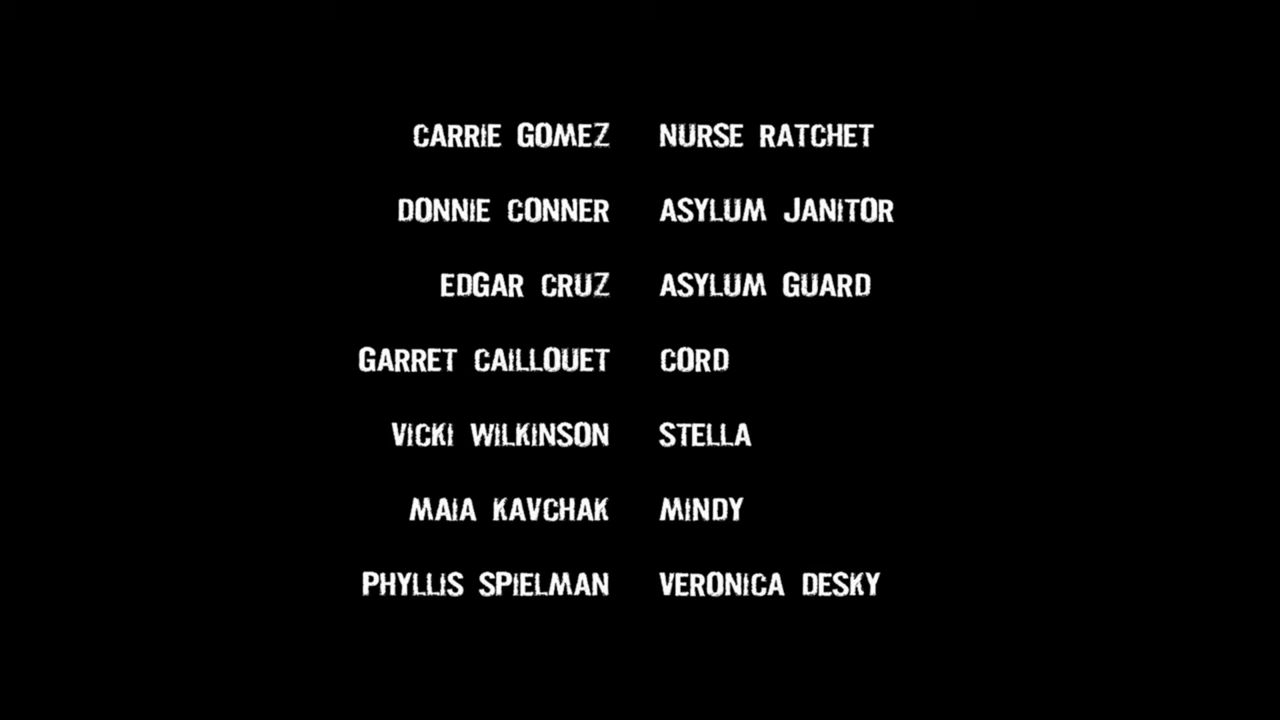 CARRIE GOMEZ NURSE RATCHET
DONNIE CONNER ASYLUM JANITOR
EDGAR CRUZ ASYLUM GUARD
GARRET CAILLOUET CORD
VICKI WILKINSON STELLA
MAIA KAVCHAK MINDY
PHYLLIS SPIELMAN VERONICA DESKY